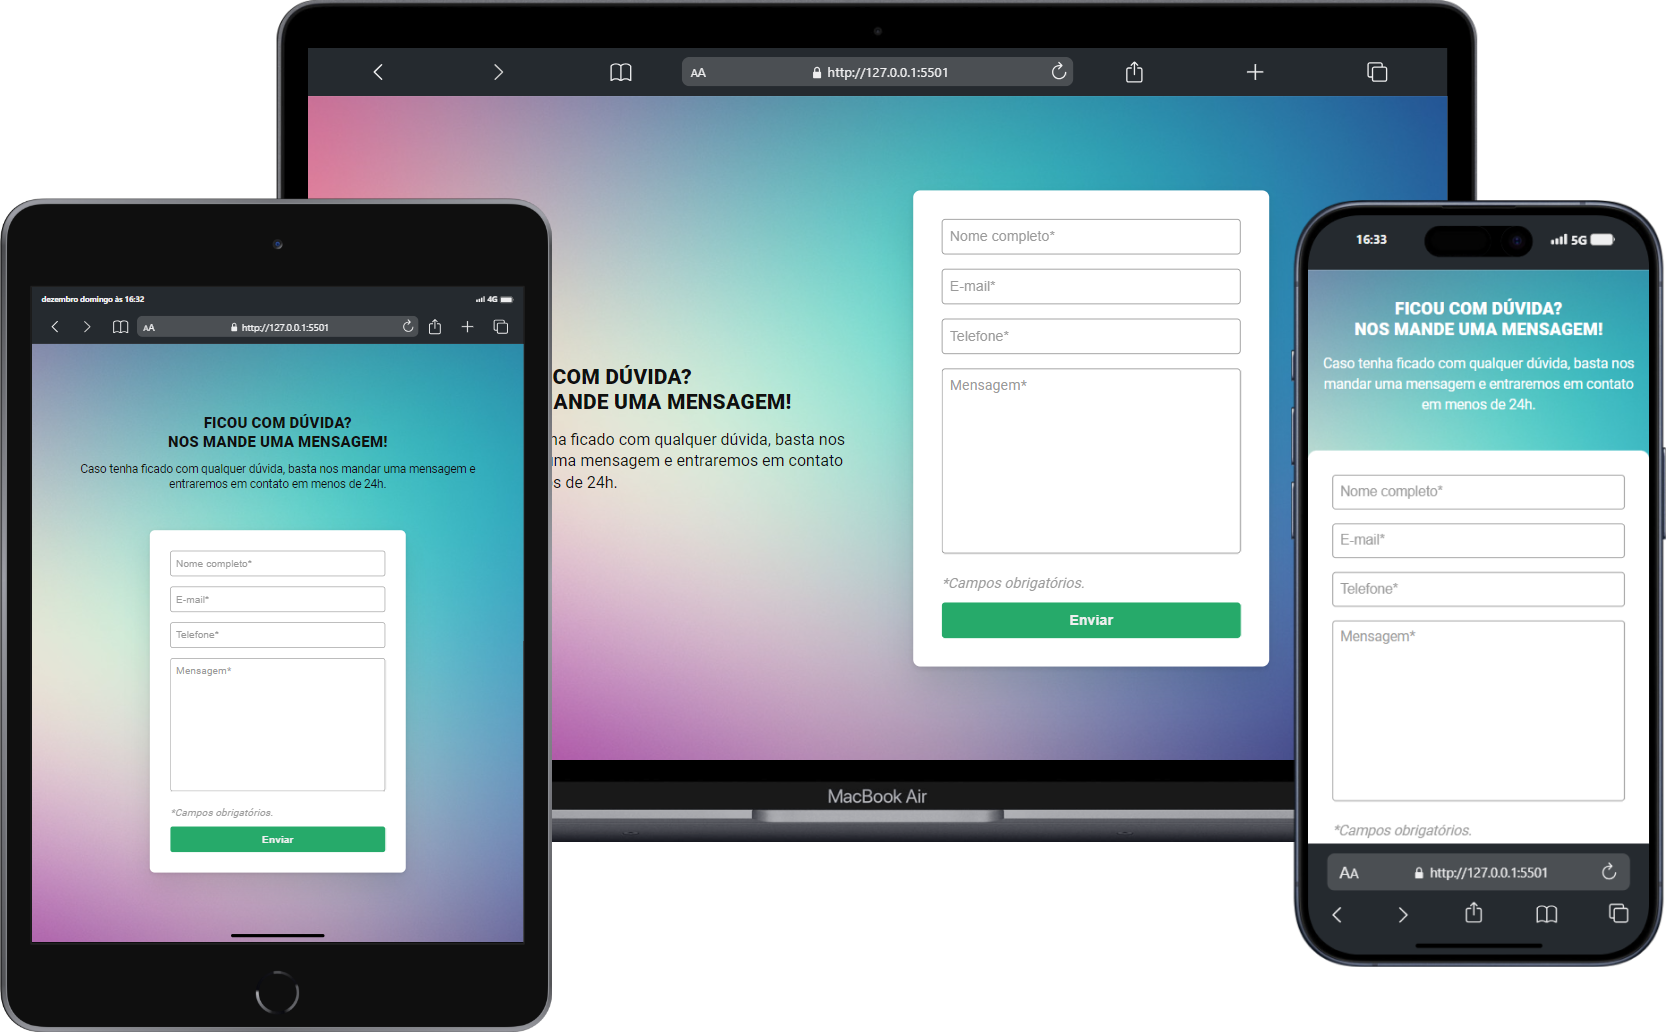 AA
http://127.0.0.1:5501
COM DÚVIDA?
ANDE UMA MENSAGEM!
na ficado com qualquer dúvida, basta nos
ma mensagem e entraremos em contato
s de 24h.
Nome completo*
E-mail*
Telefone*
Mensagem*
*Campos obrigatórios.
Enviar
MacBook Air
dezembro domingo às 16:32
4G
AA
http://127.0.0.1:5501
FICOU COM DÚVIDA?
NOS MANDE UMA MENSAGEM!
Caso tenha ficado com qualquer dúvida, basta nos mandar uma mensagem e
entraremos em contato em menos de 24h.
Nome completo*
E-mail*
Telefone*
Mensagem*
*Campos obrigatórios.
Enviar
16:33
5G
FICOU COM DÚVIDA?
NOS MANDE UMA MENSAGEM!
Caso tenha ficado com qualquer dúvida, basta nos
mandar uma mensagem e entraremos em contato
em menos de 24h.
Nome completo*
E-mail*
Telefone*
Mensagem*
*Campos obrigatórios.
AA
http://127.0.0.1:5501